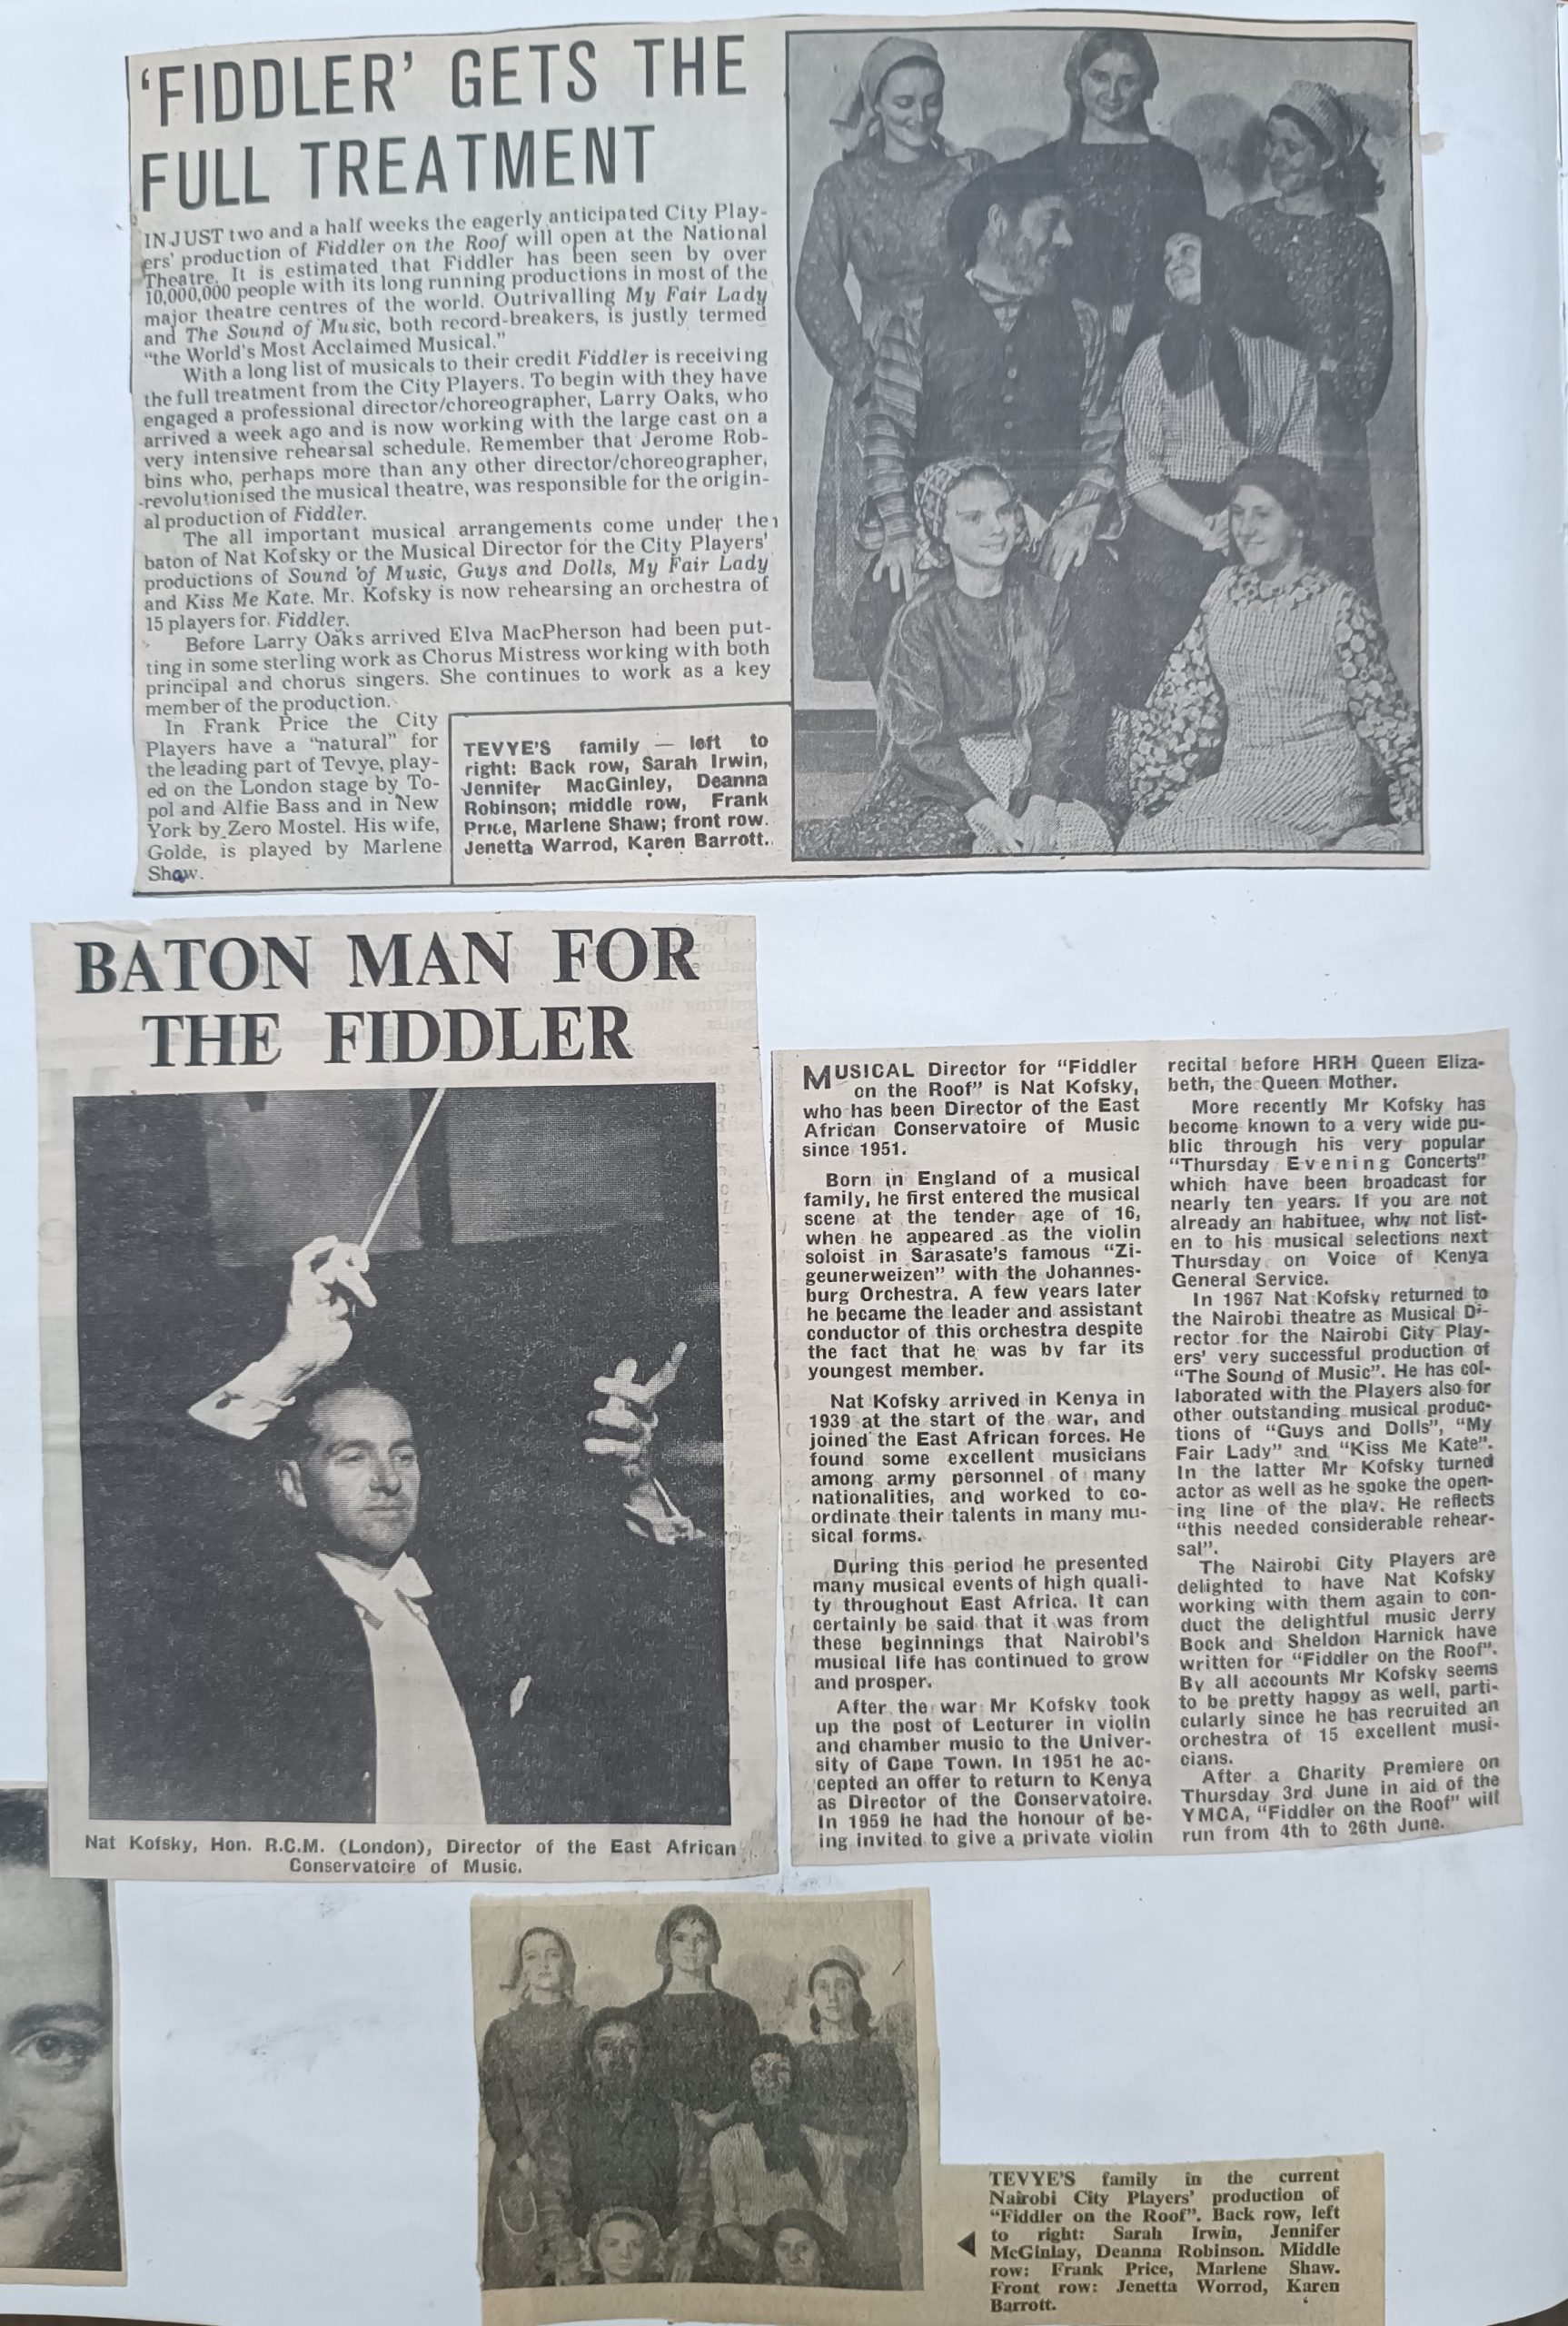 ‘FIDDLER’ GETS THE
FULL TREATMENT
IN JUST two and a half weeks the eagerly anticipated City Play-
ers' production of Fiddler on the Roof will open at the National
Theatre. It is estimated that Fiddler has been seen by over
10,000,000 people with its long running productions in most of the
major theatre centres of the world. Outrivalling My Fair Lady
and The Sound of Music, both record-breakers, is justly termed
“the World's Most Acclaimed Musical.”
With a long list of musicals to their credit Fiddler is receiving
the full treatment from the City Players. To begin with they have
engaged a professional director/choreographer, Larry Oaks, who
arrived a week ago and is now working with the large cast on a
very intensive rehearsal schedule. Remember that Jerome Rob-
bins who, perhaps more than any other director/choreographer,
revolutionised the musical theatre, was responsible for the origin-
al production of Fiddler.
The all important musical arrangements come under the
baton of Nat Kofsky or the Musical Director for the City Players'
productions of Sound of Music, Guys and Dolls, My Fair Lady
and Kiss Me Kate. Mr. Kofsky is now rehearsing an orchestra of
15 players for Fiddler.
Before Larry Oaks arrived Elva MacPherson had been put-
ting in some sterling work as Chorus Mistress working with both
principal and chorus singers. She continues to work as a key
member of the production.
In Frank Price the City
Players have a “natural” for
the leading part of Tevye, play-
ed on the London stage by To-
pol and Alfie Bass and in New
York by Zero Mostel. His wife,
Golde, is played by Marlene
Shaw.
TEVYE'S family — left to
right: Back row, Sarah Irwin,
Jennifer MacGinley, Deanna
Robinson; middle row, Frank
Price, Marlene Shaw; front row.
Jenetta Warrod, Karen Barrott.
BATON MAN FOR
THE FIDDLER
Nat Kofsky, Hon. R.C.M. (London), Director of the East African
Conservatoire of Music.
MUSICAL Director for “Fiddler
on the Roof” is Nat Kofsky,
who has been Director of the East
African Conservatoire of Music
since 1951.
Born in England of a musical
family, he first entered the musical
scene at the tender age of 16,
when he appeared as the violin
soloist in Sarasate's famous “Zi-
geunerweizen” with the Johannes-
burg Orchestra. A few years later
he became the leader and assistant
conductor of this orchestra despite
the fact that he was by far its
youngest member.
Nat Kofsky arrived in Kenya in
1939 at the start of the war, and
joined the East African forces. He
found some excellent musicians
among army personnel of many
nationalities, and worked to co-
ordinate their talents in many mu-
sical forms.
During this period he presented
many musical events of high quali-
ty throughout East Africa. It can
certainly be said that it was from
these beginnings that Nairobi's
musical life has continued to grow
and prosper.
After the war Mr Kofsky took
up the post of Lecturer in violin
and chamber music to the Univer-
sity of Cape Town. In 1951 he ac-
cepted an offer to return to Kenya
as Director of the Conservatoire.
In 1959 he had the honour of be-
ing invited to give a private violin
recital before HRH Queen Eliza-
beth, the Queen Mother.
More recently Mr Kofsky has
become known to a very wide pu-
blic through his very popular
“Thursday Evening Concerts”
which have been broadcast for
nearly ten years. If you are not
already an habituee, why not list-
en to his musical selections next
Thursday on Voice of Kenya
General Service.
In 1967 Nat Kofsky returned to
the Nairobi theatre as Musical Di-
rector for the Nairobi City Play-
ers' very successful production of
“The Sound of Music”. He has col-
laborated with the Players also for
other outstanding musical produc-
tions of “Guys and Dolls”, “My
Fair Lady” and “Kiss Me Kate”.
In the latter Mr Kofsky turned
actor as well as he spoke the open-
ing line of the play. He reflects
“this needed considerable rehear-
sal”.
The Nairobi City Players are
delighted to have Nat Kofsky
working with them again to con-
duct the delightful music Jerry
Bock and Sheldon Harnick have
written for “Fiddler on the Roof”.
By all accounts Mr Kofsky seems
to be pretty happy as well, parti-
cularly since he has recruited an
orchestra of 15 excellent musi-
cians.
After a Charity Premiere on
Thursday 3rd June in aid of the
YMCA, “Fiddler on the Roof” will
run from 4th to 26th June.
TEVYE'S family in the current
Nairobi City Players' production of
“Fiddler on the Roof”. Back row, left
to right: Sarah Irwin, Jennifer
McGinlay, Deanna Robinson. Middle
row: Frank Price, Marlene Shaw.
Front row: Jenetta Worrod, Karen
Barrott.